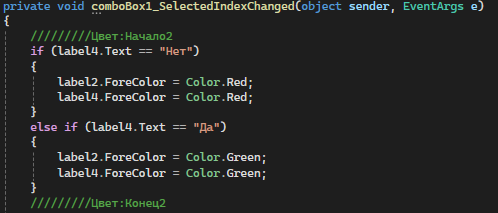 private void comboBox1_SelectedIndexChanged(object sender, EventArgs e)
{
/////////Цвет:Начало2
if (label4.Text == "Нет")
{
label2.ForeColor = Color.Red;
label4.ForeColor = Color.Red;
}
else if (label4.Text == "Да")
{
label2.ForeColor = Color.Green;
label4.ForeColor = Color.Green;
}
/////////Цвет:Конец2